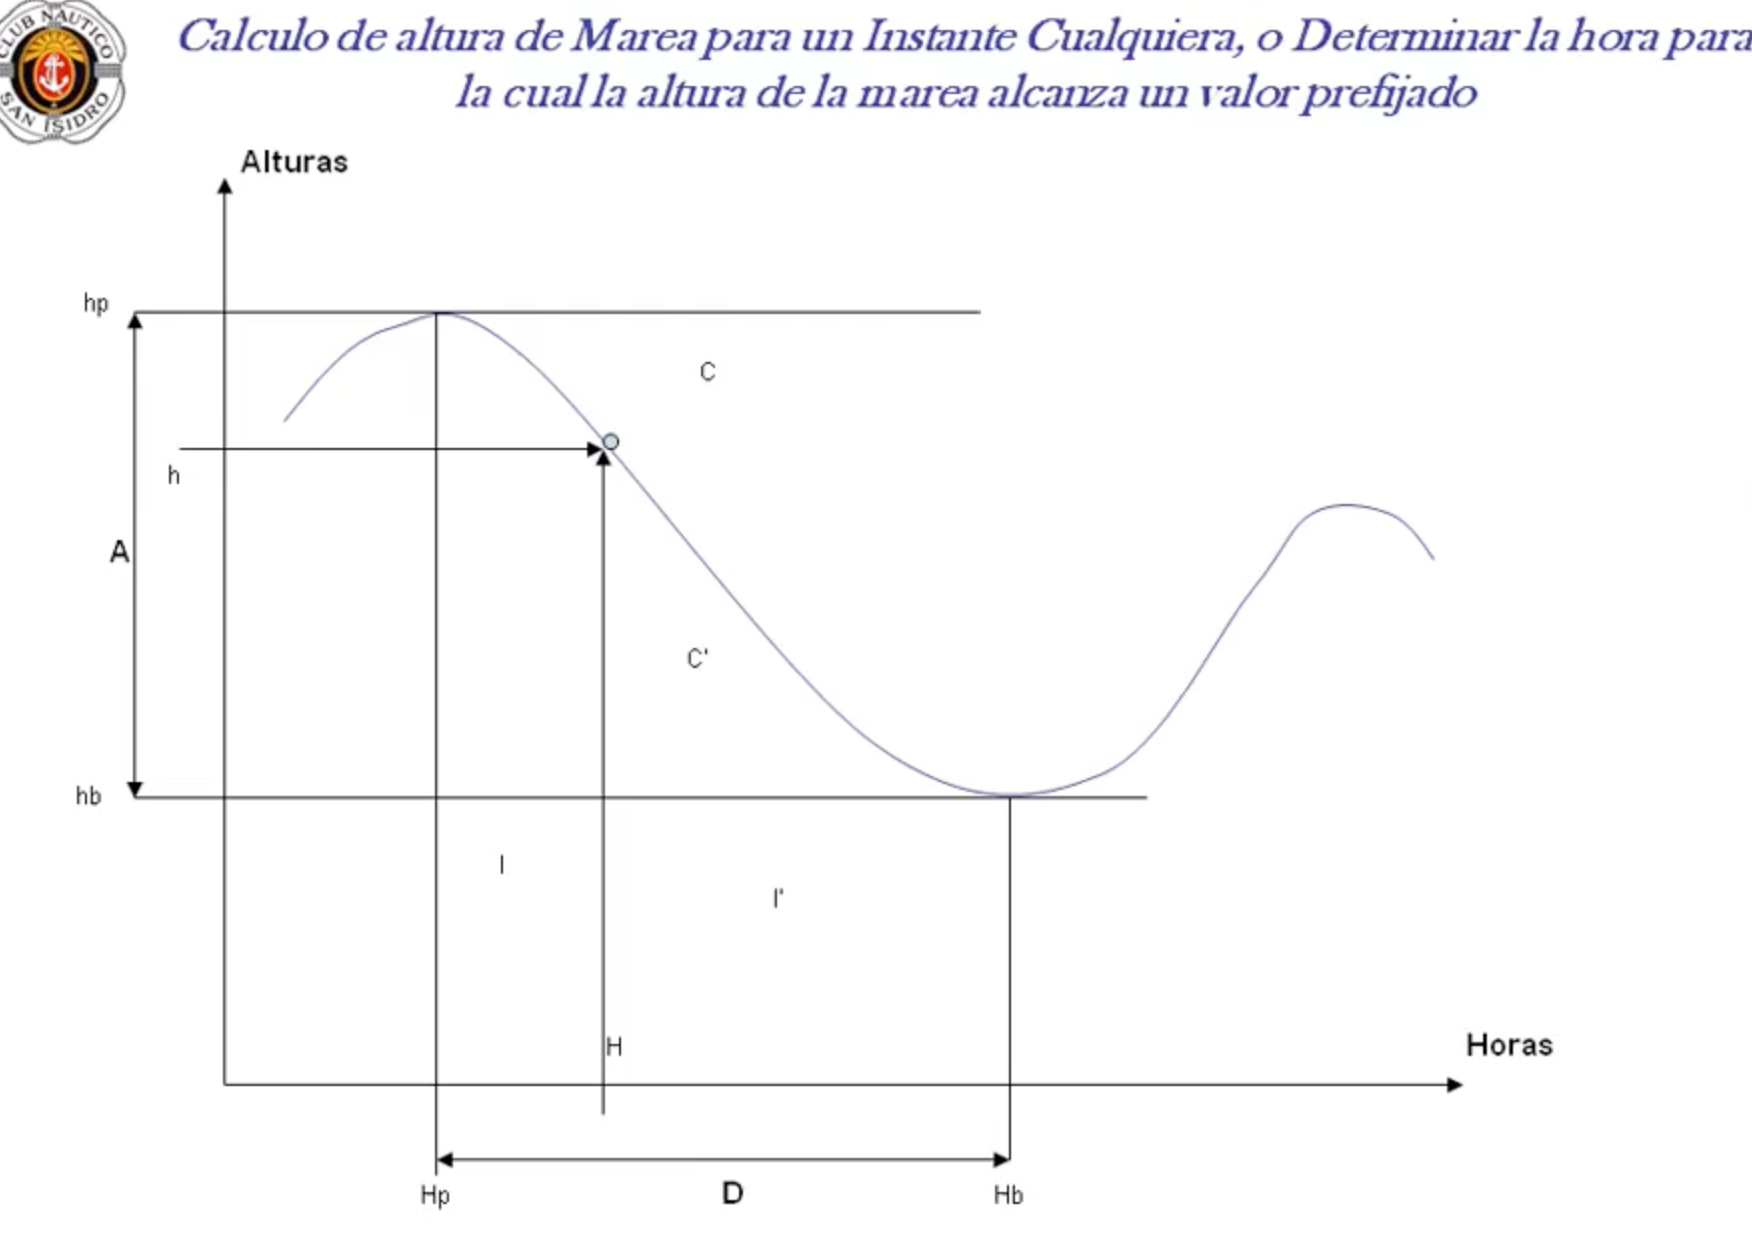 CLUB NAUTICO
SAN ISIDRO
Calculo de altura de Marea para un Instante Cualquiera, o Determinar la hora para
la cual la altura de la marea alcanza un valor prefijado
Alturas
hp
C
h
A
C'
hb
I
I'
H
Horas
Hp
D
Hb